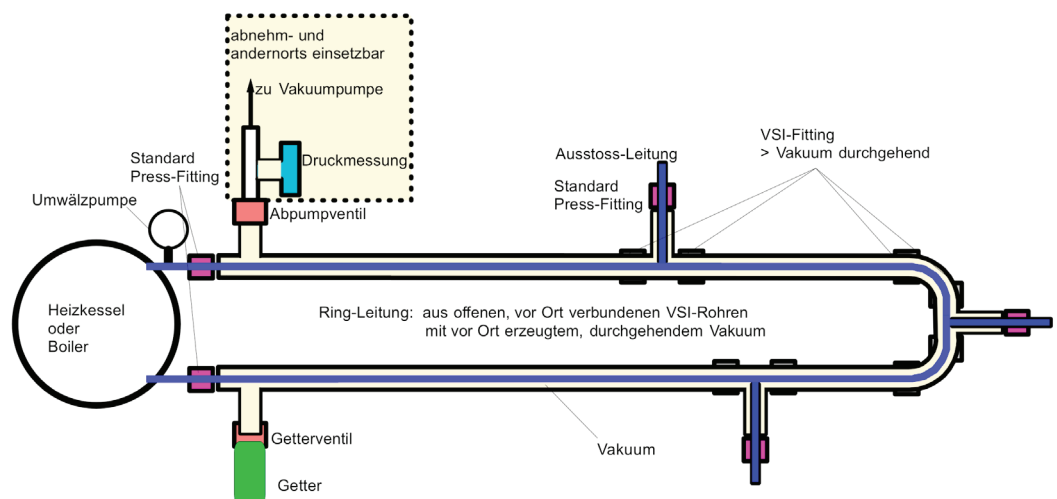 abnehm- und
andernorts einsetzbar
zu Vakuumpumpe
Druckmessung
Abpumpventil
Standard
Press-Fitting
Umwälzpumpe
Ausstoss-Leitung
Standard
Press-Fitting
VSI-Fitting
> Vakuum durchgehend
Heizkessel
oder
Boiler
Ring-Leitung: aus offenen, vor Ort verbundenen VSI-Rohren
mit vor Ort erzeugtem, durchgehendem Vakuum
Getterventil
Getter
Vakuum